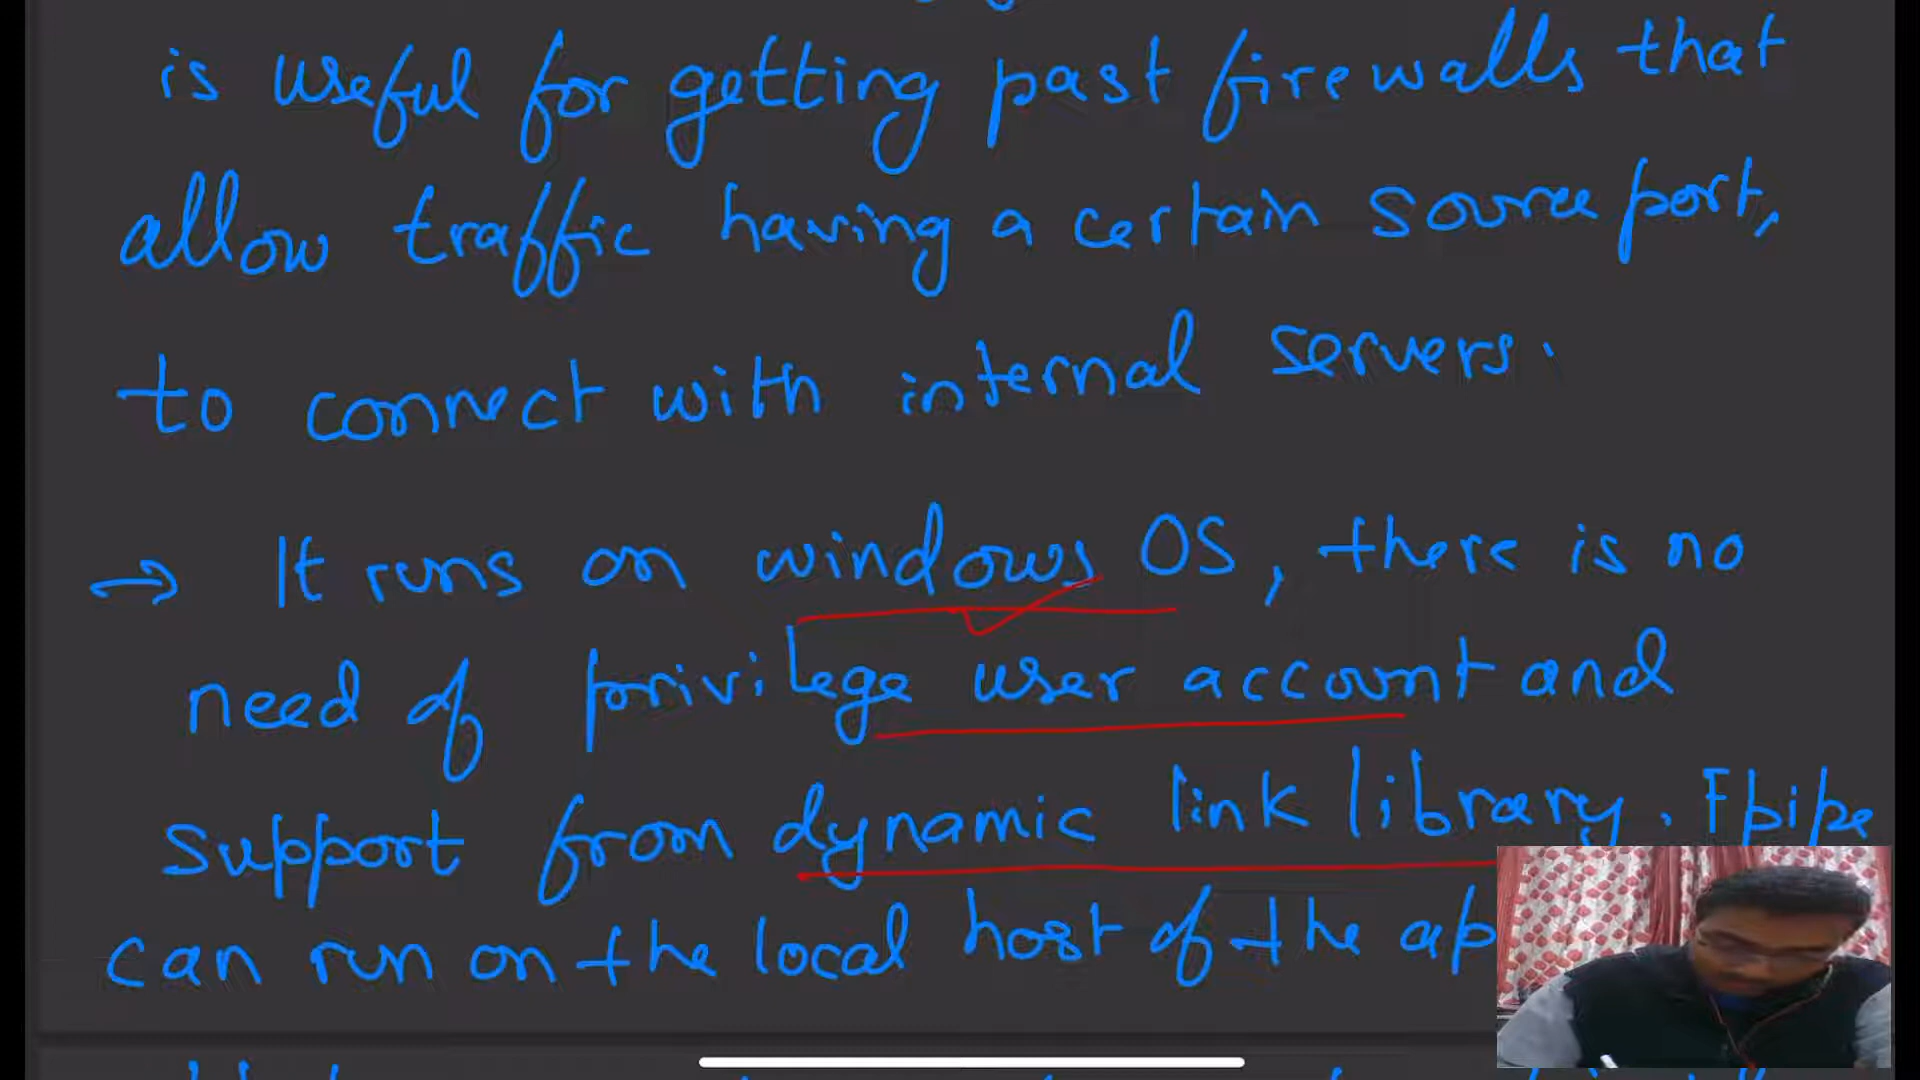 is useful for getting past firewalls that
allow traffic having a certain source port,
to connect with internal servers.
→ It runs on windows OS, there is no
need of privilege user account and
support from dynamic link library. Fpipe
can run on the local host of the